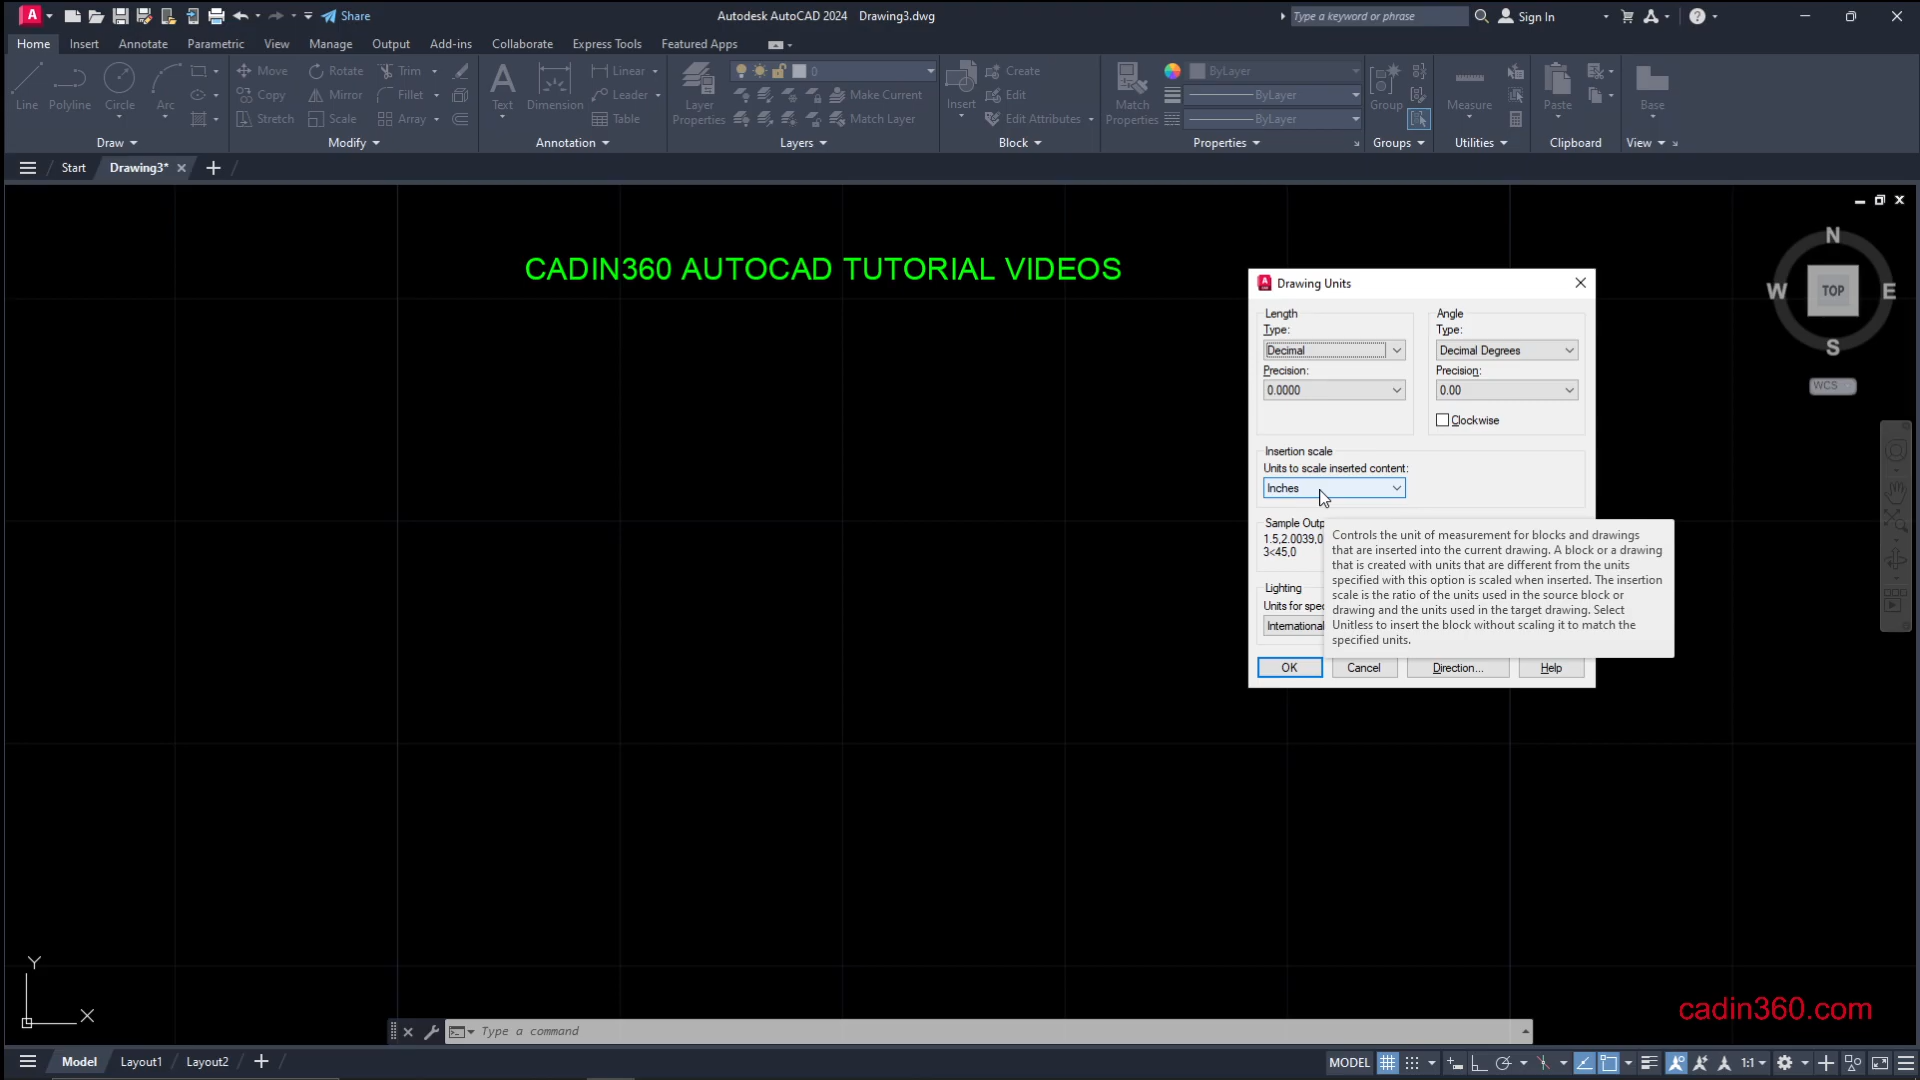 Share
Autodesk AutoCAD 2024 Drawing3.dwg
Type a keyword or phrase
Sign In
Home Insert Annotate Parametric View Manage Output Add-ins Collaborate Express Tools Featured Apps
Line
Polyline
Circle
Arc
Draw
Move Rotate Trim
Copy Mirror Fillet
Stretch Scale Array
Modify
Text
Dimension
Linear
Leader
Table
Annotation
Layer
Properties
0
Make Current
Match Layer
Layers
Insert
Create
Edit
Edit Attributes
Block
Match
Properties
ByLayer
ByLayer
ByLayer
Properties
Group
Groups
Measure
Utilities
Paste
Clipboard
Base
View
Start Drawing3*
CADIN360 AUTOCAD TUTORIAL VIDEOS
N
W TOP E
S
WCS
Drawing Units
Length
Type:
Decimal
Precision:
0.0000
Angle
Type:
Decimal Degrees
Precision:
0.00
Clockwise
Insertion scale
Units to scale inserted content:
Inches
Sample Outp
1.5,2.0039,0
3<45,0
Lighting
Units for spec
International
Controls the unit of measurement for blocks and drawings
that are inserted into the current drawing. A block or a drawing
that is created with units that are different from the units
specified with this option is scaled when inserted. The insertion
scale is the ratio of the units used in the source block or
drawing and the units used in the target drawing. Select
Unitless to insert the block without scaling it to match the
specified units.
OK Cancel Direction... Help
Y
X
cadin360.com
Type a command
Model Layout1 Layout2
MODEL
1:1